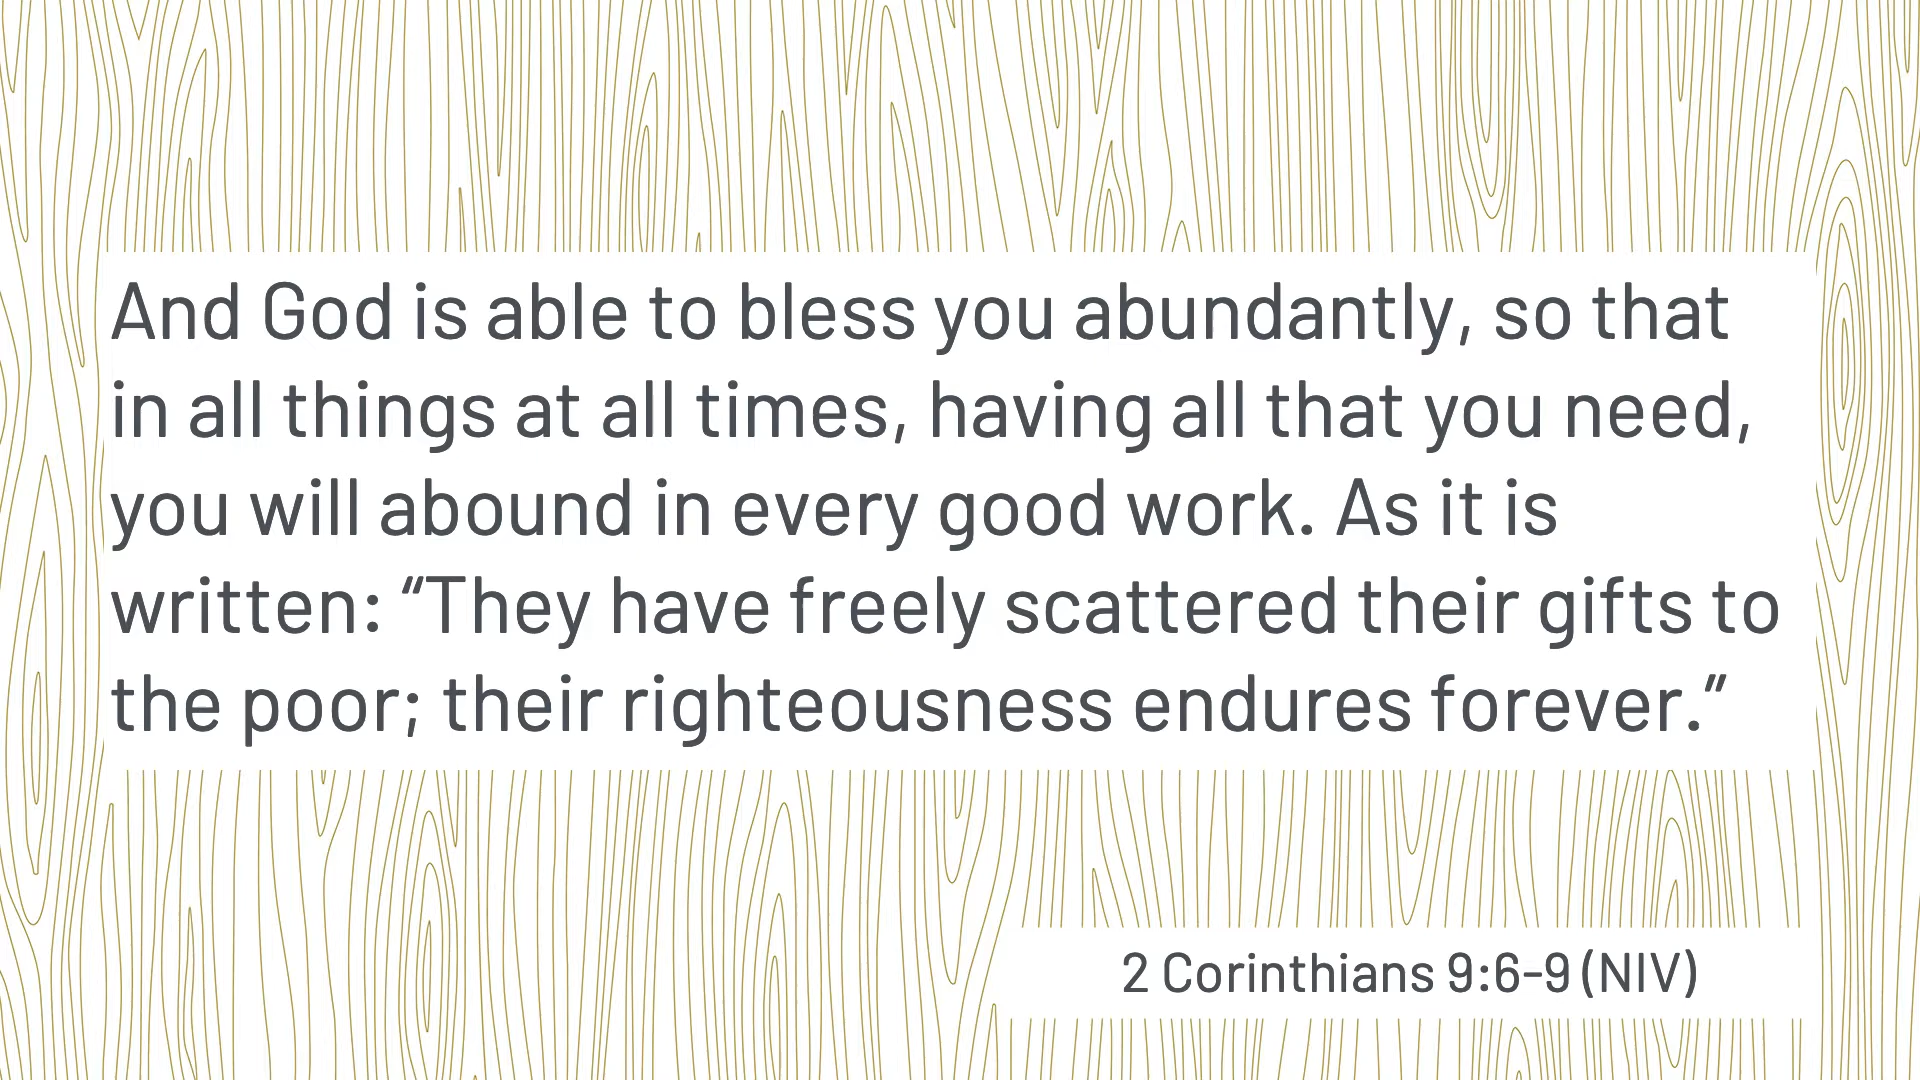 And God is able to bless you abundantly, so that
in all things at all times, having all that you need,
you will abound in every good work. As it is
written: “They have freely scattered their gifts to
the poor; their righteousness endures forever.”
2 Corinthians 9:6-9 (NIV)